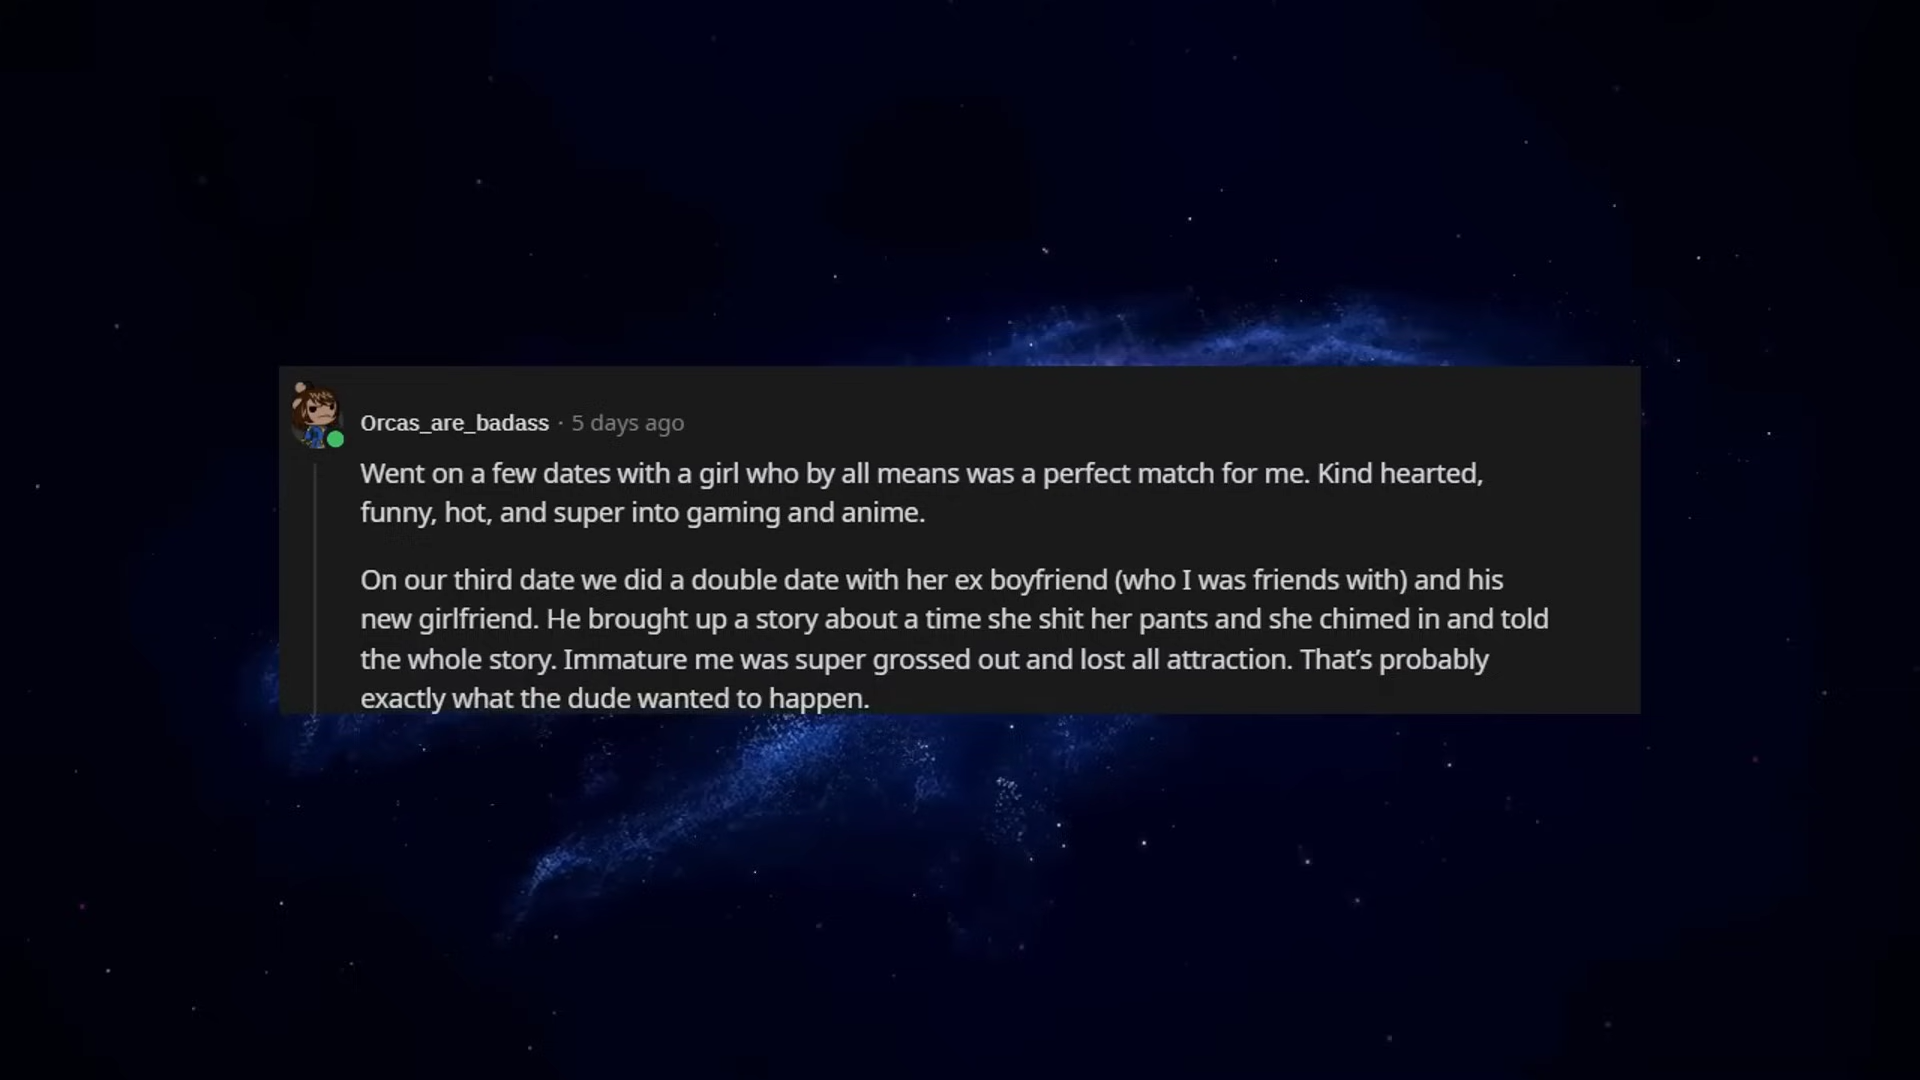 Orcas_are_badass · 5 days ago
Went on a few dates with a girl who by all means was a perfect match for me. Kind hearted,
funny, hot, and super into gaming and anime.
On our third date we did a double date with her ex boyfriend (who I was friends with) and his
new girlfriend. He brought up a story about a time she shit her pants and she chimed in and told
the whole story. Immature me was super grossed out and lost all attraction. That’s probably
exactly what the dude wanted to happen.